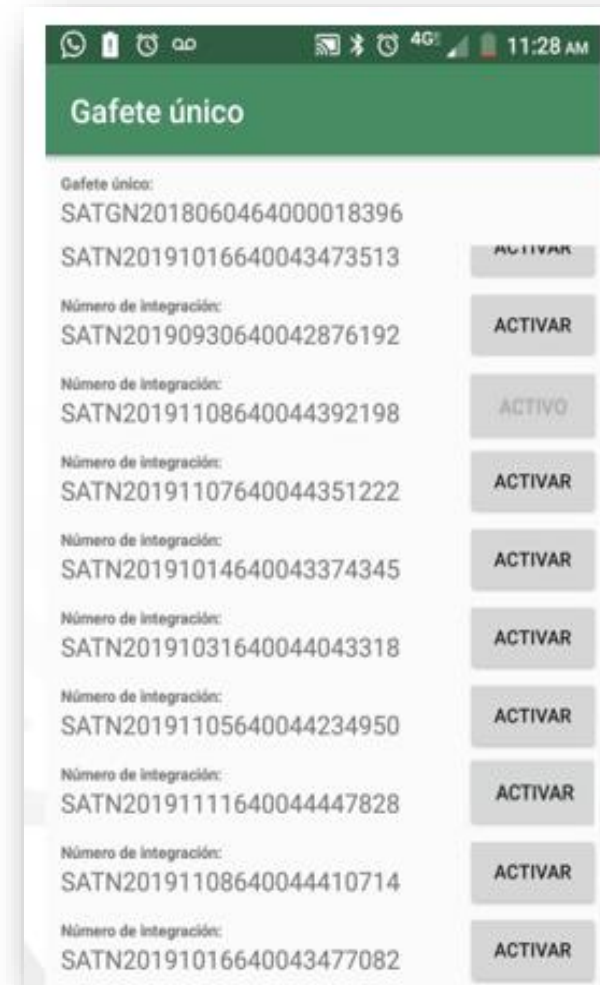 4G 11:28 AM
Gafete único
Gafete único:
SATGN2018060464000018396
SATN20191016640043473513 ACTIVAR
Número de integración:
SATN20190930640042876192 ACTIVAR
Número de integración:
SATN20191108640044392198 ACTIVO
Número de integración:
SATN20191107640044351222 ACTIVAR
Número de integración:
SATN20191014640043374345 ACTIVAR
Número de integración:
SATN20191031640044043318 ACTIVAR
Número de integración:
SATN20191105640044234950 ACTIVAR
Número de integración:
SATN20191111640044447828 ACTIVAR
Número de integración:
SATN20191108640044410714 ACTIVAR
Número de integración:
SATN20191016640043477082 ACTIVAR